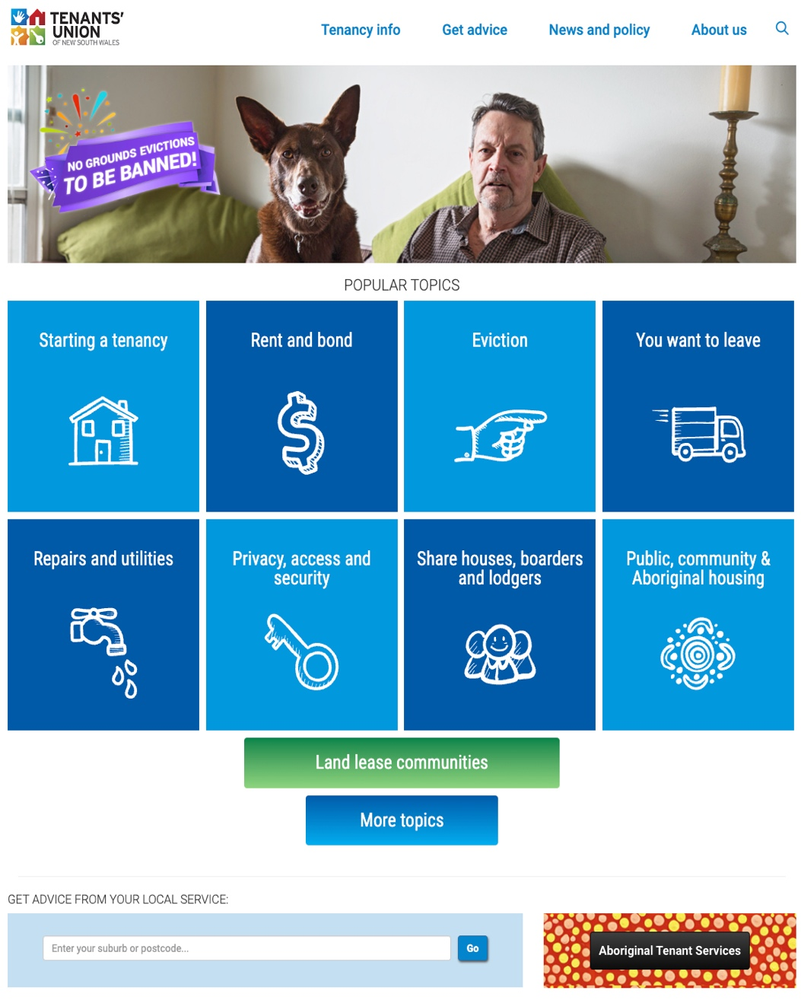 TENANTS'
UNION
OF NEW SOUTH WALES
Tenancy info
Get advice
News and policy
About us
NO GROUNDS EVICTIONS
TO BE BANNED!
POPULAR TOPICS
Starting a tenancy
Rent and bond
Eviction
You want to leave
Repairs and utilities
Privacy, access and
security
Share houses, boarders
and lodgers
Public, community &
Aboriginal housing
Land lease communities
More topics
GET ADVICE FROM YOUR LOCAL SERVICE:
Enter your suburb or postcode...
Go
Aboriginal Tenant Services